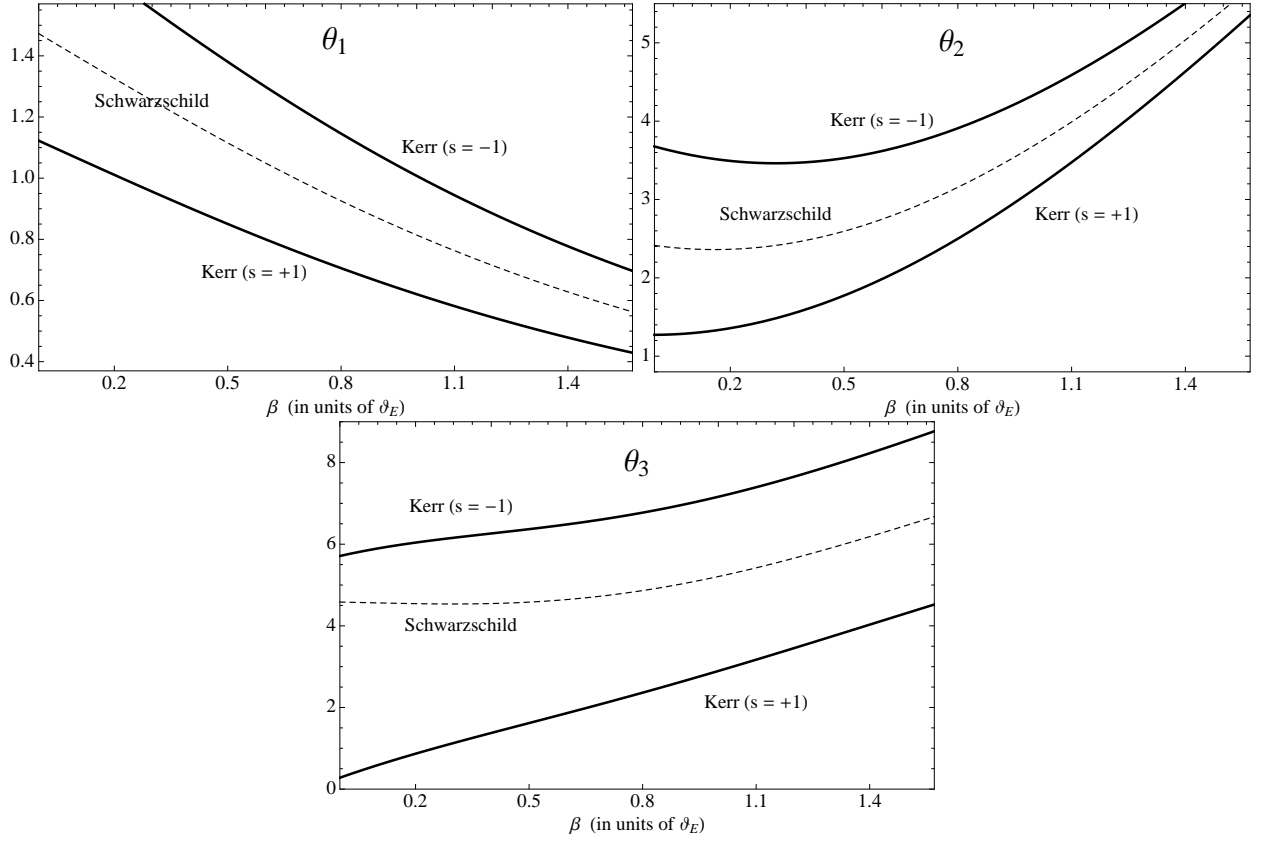 θ1
1.4
1.2
1.0
0.8
0.6
0.4
Schwarzschild
Kerr (s = −1)
Kerr (s = +1)
0.2 0.5 0.8 1.1 1.4
β (in units of ϑE)
θ2
5
4
3
2
1
Kerr (s = −1)
Schwarzschild
Kerr (s = +1)
0.2 0.5 0.8 1.1 1.4
β (in units of ϑE)
θ3
8
6
4
2
0
Kerr (s = −1)
Schwarzschild
Kerr (s = +1)
0.2 0.5 0.8 1.1 1.4
β (in units of ϑE)